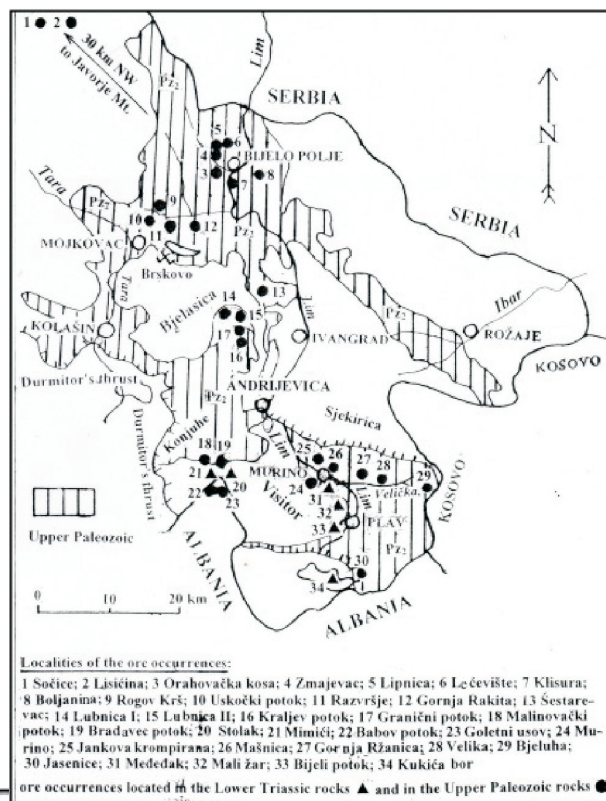 1 2
30 km NW
to Javorje Mt.
Pz₂
Lim
SERBIA
N
5 6
4 BIJELO POLJE
3 8
7
Tara
Pz₂
9
SERBIA
10 12
Pz₂
11
MOJKOVAC
Brskovo
Tara
Bjelasica
13
Lim
Pz₂
Ibar
14 15
KOLAŠIN
17
IVANGRAD
ROŽAJE
16
KOSOVO
Durmitor's thrust
ANDRIJEVICA
Pz₂
Sjekirica
Durmitor's thrust
Konjuhe
Lim
18 19
25 26 27 28 29
21 MURINO
20
24
Velička
22 23
Visitor
31 Lim
KOSOVO
32
33 PLAV
Pz₂
Upper Paleozoic
ALBANIA
30
34
0 10 20 km
ALBANIA
Localities of the ore occurrences:
1 Sočice; 2 Lisičina; 3 Orahovačka kosa; 4 Zmajevac; 5 Lipnica; 6 Lečevište; 7 Klisura;
8 Boljanina; 9 Rogov Krš; 10 Uskočki potok; 11 Razvršje; 12 Gornja Rakita; 13 Šestare-
vac; 14 Lubnica I; 15 Lubnica II; 16 Kraljev potok; 17 Granični potok; 18 Malinovački
potok; 19 Bradavec potok; 20 Stolak; 21 Mimići; 22 Babov potok; 23 Goletni usov; 24 Mu-
rino; 25 Jankova krompirana; 26 Mašnica; 27 Gornja Ržanica; 28 Velika; 29 Bjeluha;
30 Jasenice; 31 Mededak; 32 Mali žar; 33 Bijeli potok; 34 Kukića bor
ore occurrences located in the Lower Triassic rocks ▲ and in the Upper Paleozoic rocks ●